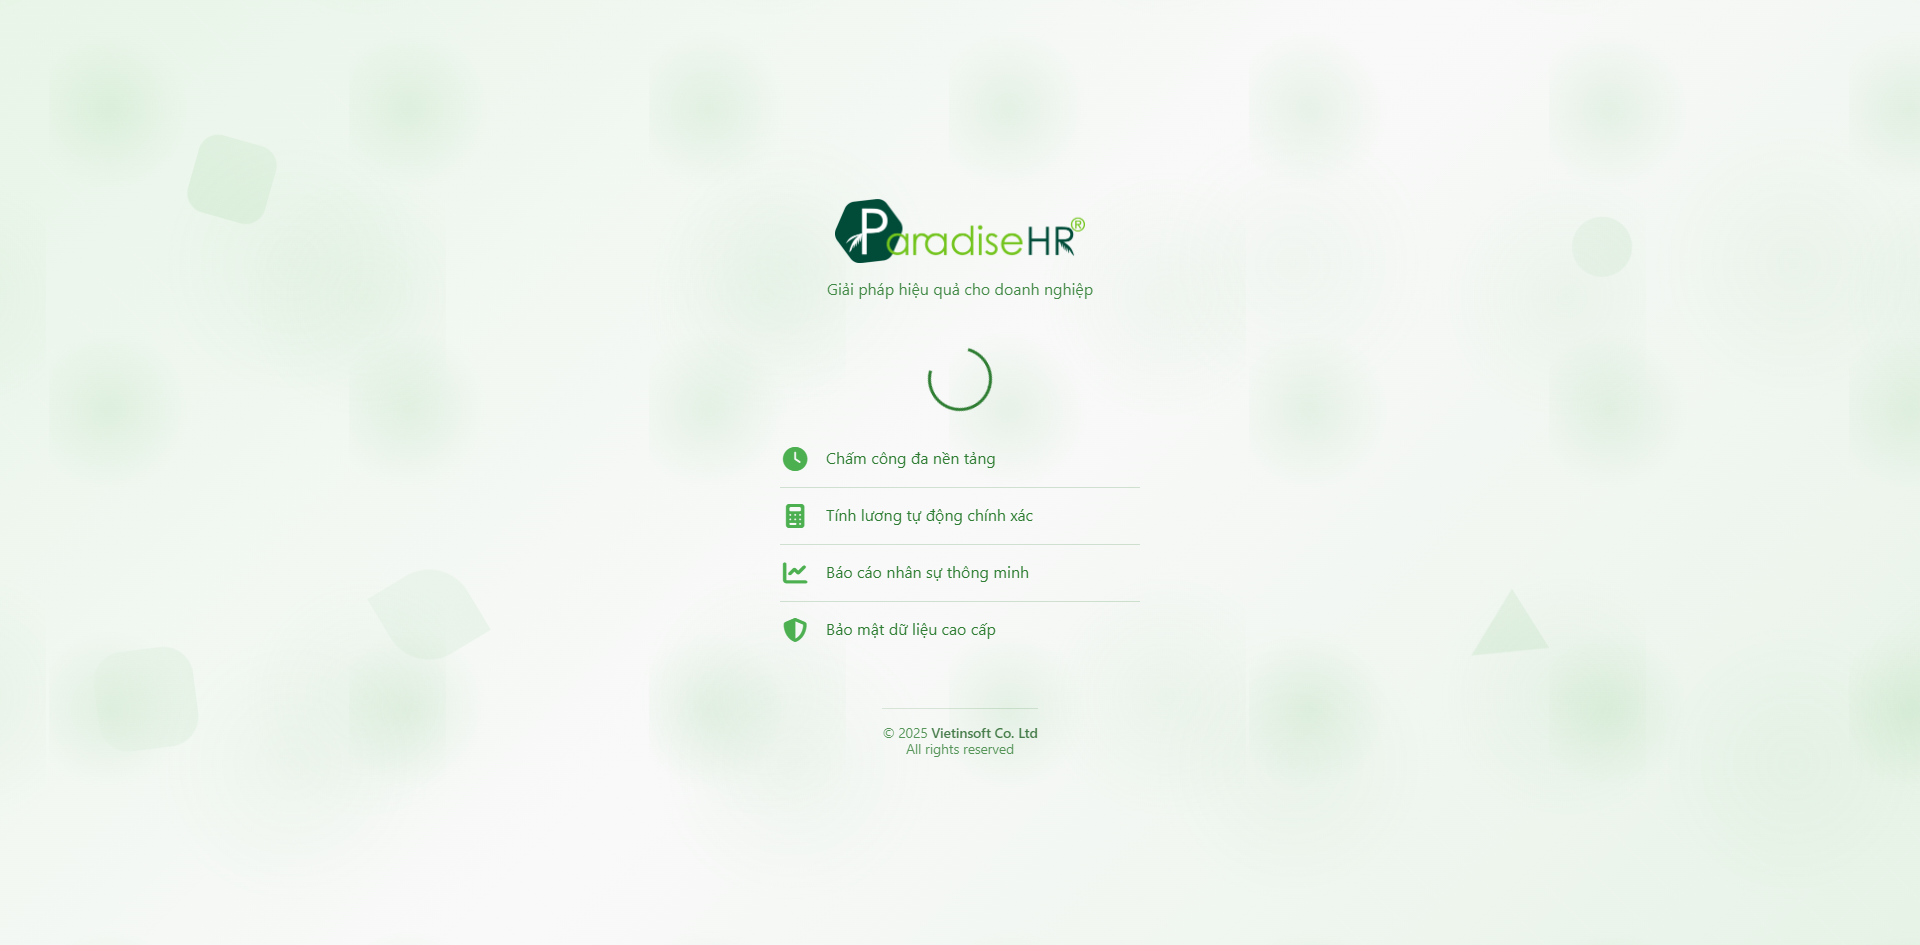 ParadiseHR®
Giải pháp hiệu quả cho doanh nghiệp
Chấm công đa nền tảng
Tính lương tự động chính xác
Báo cáo nhân sự thông minh
Bảo mật dữ liệu cao cấp
© 2025 Vietinsoft Co. Ltd
All rights reserved